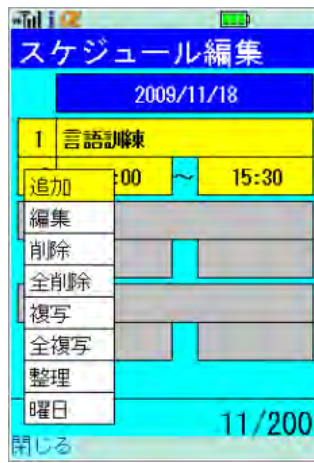 スケジュール編集
2009/11/18
1 言語訓練
:00 ～ 15:30
追加
編集
削除
全削除
複写
全複写
整理
曜日
11/200
閉じる